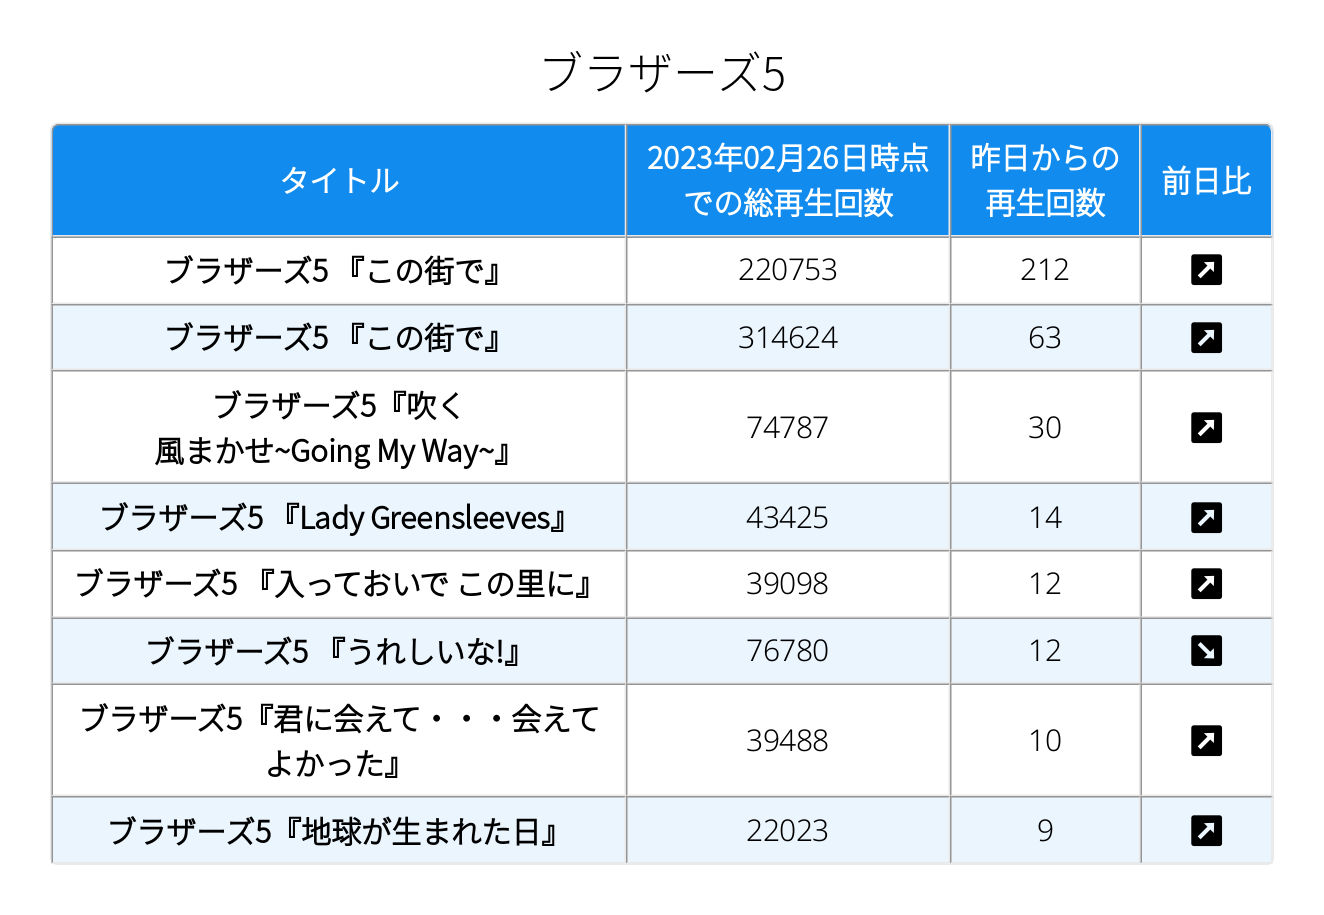 ブラザーズ5
タイトル
2023年02月26日時点
での総再生回数
昨日からの
再生回数
前日比
ブラザーズ5 『この街で』
220753
212
ブラザーズ5 『この街で』
314624
63
ブラザーズ5『吹く
風まかせ~Going My Way~』
74787
30
ブラザーズ5 『Lady Greensleeves』
43425
14
ブラザーズ5 『入っておいで この里に』
39098
12
ブラザーズ5 『うれしいな!』
76780
12
ブラザーズ5『君に会えて・・・会えて
よかった』
39488
10
ブラザーズ5『地球が生まれた日』
22023
9